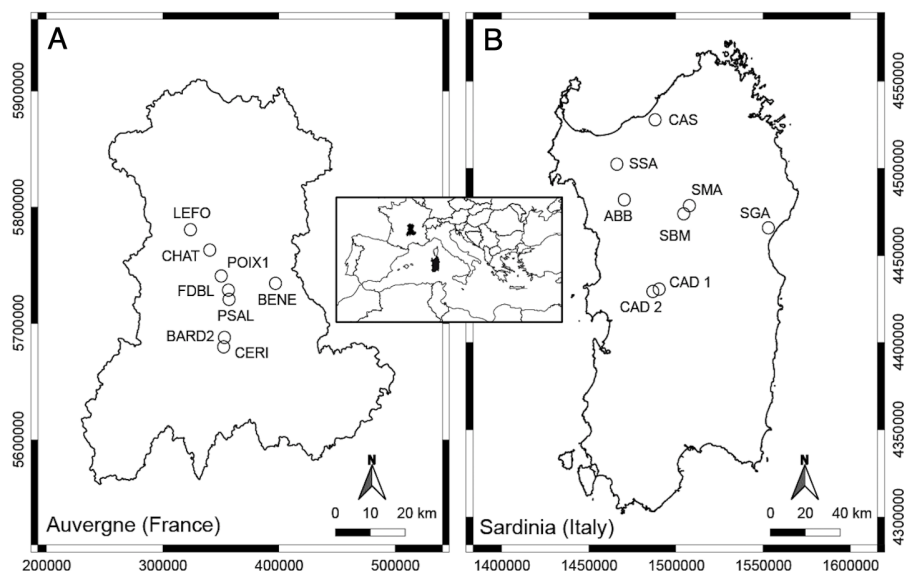 A
B
5900000
5800000
5700000
5600000
LEFO
CHAT
POIX1
FDBL
PSAL
BENE
BARD2
CERI
N
0 10 20 km
Auvergne (France)
200000 300000 400000 500000
CAS
SSA
ABB
SMA
SBM
SGA
CAD 1
CAD 2
N
0 20 40 km
Sardinia (Italy)
4550000
4500000
4450000
4400000
4350000
4300000
1400000 1450000 1500000 1550000 1600000